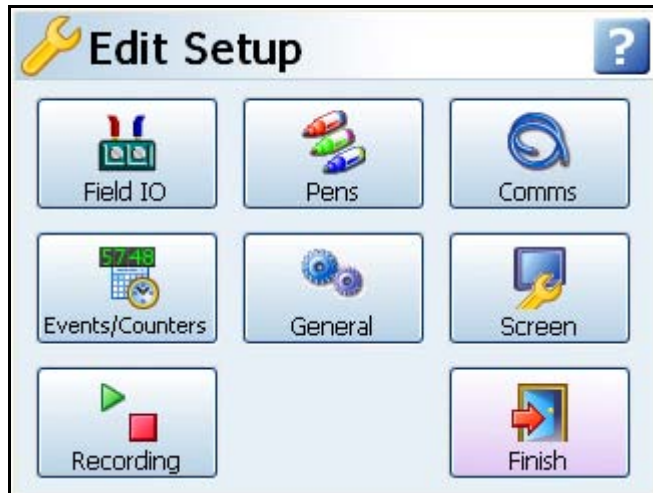 Edit Setup
?
Field IO
Pens
Comms
57:48
Events/Counters
General
Screen
Recording
Finish